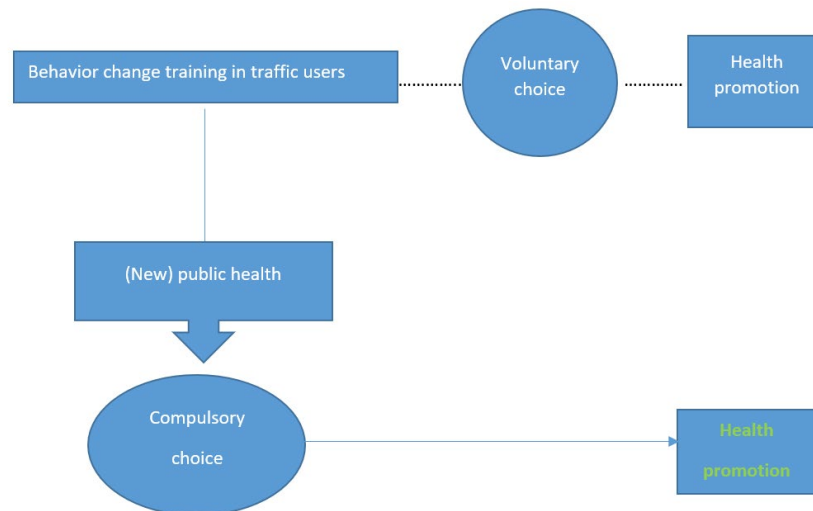 Behavior change training in traffic users
Voluntary
choice
Health
promotion
(New) public health
Compulsory
choice
Health
promotion